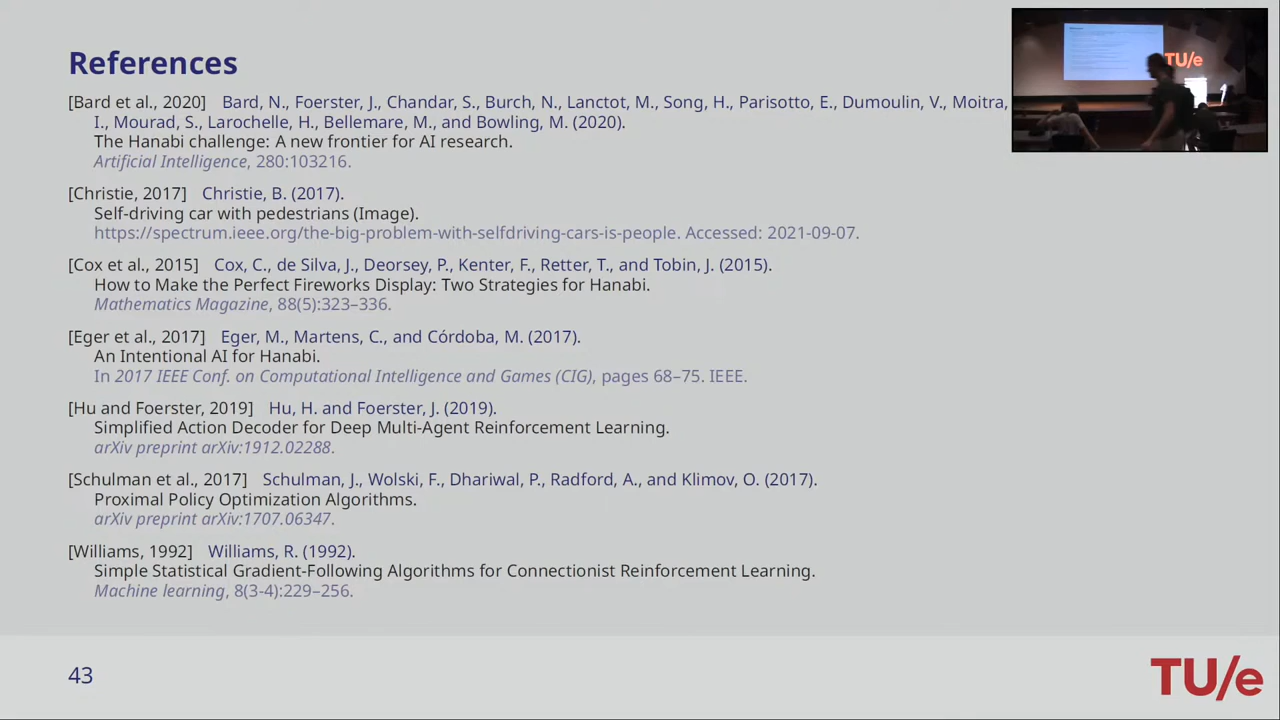 References
[Bard et al., 2020] Bard, N., Foerster, J., Chandar, S., Burch, N., Lanctot, M., Song, H., Parisotto, E., Dumoulin, V., Moitra,
I., Mourad, S., Larochelle, H., Bellemare, M., and Bowling, M. (2020).
The Hanabi challenge: A new frontier for AI research.
Artificial Intelligence, 280:103216.
[Christie, 2017] Christie, B. (2017).
Self-driving car with pedestrians (Image).
https://spectrum.ieee.org/the-big-problem-with-selfdriving-cars-is-people. Accessed: 2021-09-07.
[Cox et al., 2015] Cox, C., de Silva, J., Deorsey, P., Kenter, F., Retter, T., and Tobin, J. (2015).
How to Make the Perfect Fireworks Display: Two Strategies for Hanabi.
Mathematics Magazine, 88(5):323–336.
[Eger et al., 2017] Eger, M., Martens, C., and Córdoba, M. (2017).
An Intentional AI for Hanabi.
In 2017 IEEE Conf. on Computational Intelligence and Games (CIG), pages 68–75. IEEE.
[Hu and Foerster, 2019] Hu, H. and Foerster, J. (2019).
Simplified Action Decoder for Deep Multi-Agent Reinforcement Learning.
arXiv preprint arXiv:1912.02288.
[Schulman et al., 2017] Schulman, J., Wolski, F., Dhariwal, P., Radford, A., and Klimov, O. (2017).
Proximal Policy Optimization Algorithms.
arXiv preprint arXiv:1707.06347.
[Williams, 1992] Williams, R. (1992).
Simple Statistical Gradient-Following Algorithms for Connectionist Reinforcement Learning.
Machine learning, 8(3-4):229–256.
43
TU/e
TU/e